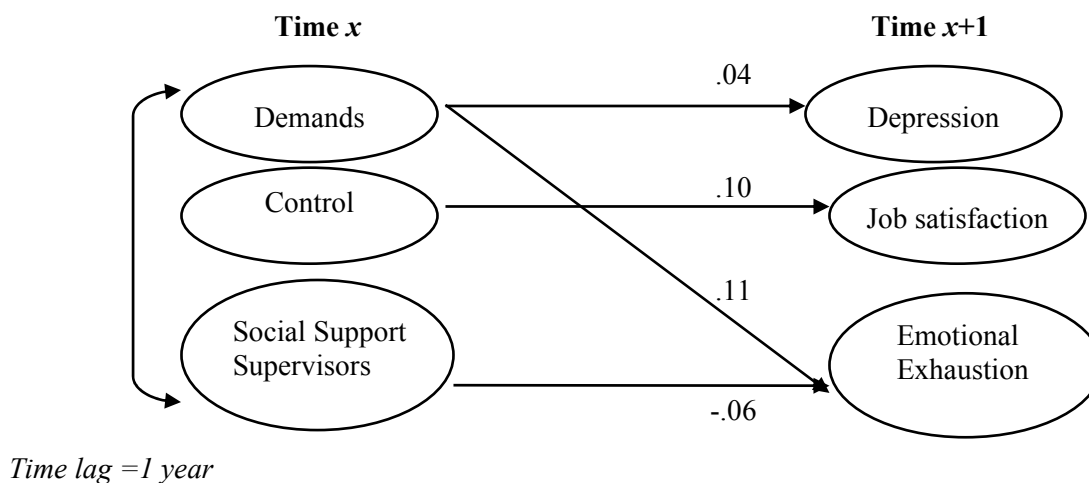 Time x
Time x+1
.04
Demands
Depression
Control
.10
Job satisfaction
.11
Social Support
Supervisors
Emotional
Exhaustion
-.06
Time lag =1 year